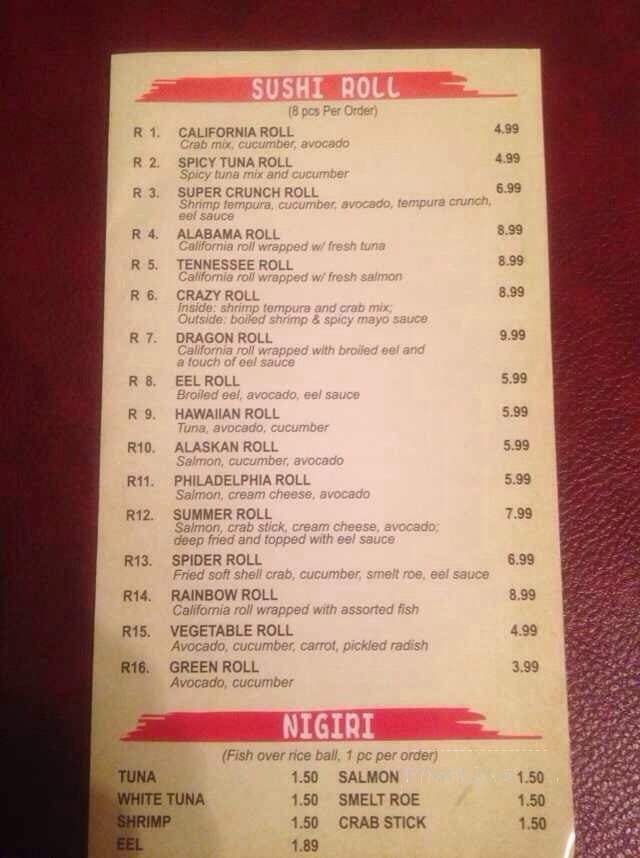 SUSHI ROLL
(8 pcs Per Order)
R 1. CALIFORNIA ROLL 4.99
Crab mix, cucumber, avocado
R 2. SPICY TUNA ROLL 4.99
Spicy tuna mix and cucumber
R 3. SUPER CRUNCH ROLL 6.99
Shrimp tempura, cucumber, avocado, tempura crunch,
eel sauce
R 4. ALABAMA ROLL 8.99
California roll wrapped w/ fresh tuna
R 5. TENNESSEE ROLL 8.99
California roll wrapped w/ fresh salmon
R 6. CRAZY ROLL 8.99
Inside: shrimp tempura and crab mix;
Outside: boiled shrimp & spicy mayo sauce
R 7. DRAGON ROLL 9.99
California roll wrapped with broiled eel and
a touch of eel sauce
R 8. EEL ROLL 5.99
Broiled eel, avocado, eel sauce
R 9. HAWAIIAN ROLL 5.99
Tuna, avocado, cucumber
R10. ALASKAN ROLL 5.99
Salmon, cucumber, avocado
R11. PHILADELPHIA ROLL 5.99
Salmon, cream cheese, avocado
R12. SUMMER ROLL 7.99
Salmon, crab stick, cream cheese, avocado;
deep fried and topped with eel sauce
R13. SPIDER ROLL 6.99
Fried soft shell crab, cucumber, smelt roe, eel sauce
R14. RAINBOW ROLL 8.99
California roll wrapped with assorted fish
R15. VEGETABLE ROLL 4.99
Avocado, cucumber, carrot, pickled radish
R16. GREEN ROLL 3.99
Avocado, cucumber
NIGIRI
(Fish over rice ball, 1 pc per order)
TUNA 1.50 SALMON 1.50
WHITE TUNA 1.50 SMELT ROE 1.50
SHRIMP 1.50 CRAB STICK 1.50
EEL 1.89